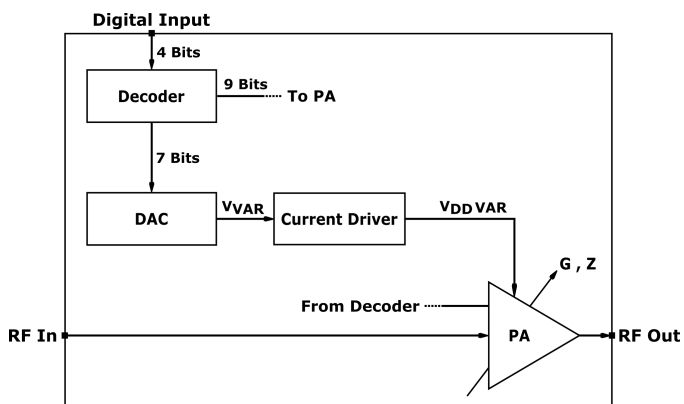 Digital Input
4 Bits
Decoder
9 Bits
To PA
7 Bits
DAC
VVAR
Current Driver
VDD VAR
G , Z
From Decoder
RF In
PA
RF Out